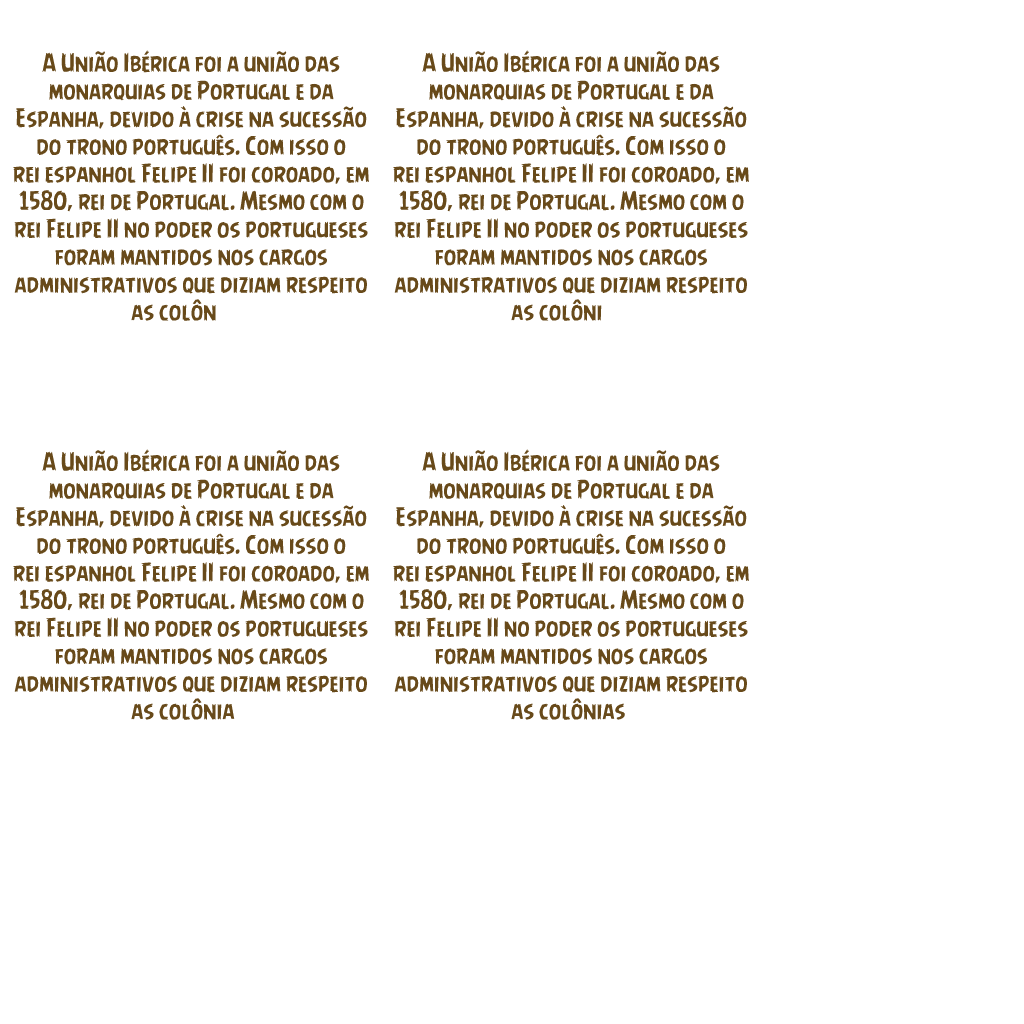 A União Ibérica foi a união das
monarquias de Portugal e da
Espanha, devido à crise na sucessão
do trono português. Com isso o
rei espanhol Felipe II foi coroado, em
1580, rei de Portugal. Mesmo com o
rei Felipe II no poder os portugueses
foram mantidos nos cargos
administrativos que diziam respeito
as colôn
A União Ibérica foi a união das
monarquias de Portugal e da
Espanha, devido à crise na sucessão
do trono português. Com isso o
rei espanhol Felipe II foi coroado, em
1580, rei de Portugal. Mesmo com o
rei Felipe II no poder os portugueses
foram mantidos nos cargos
administrativos que diziam respeito
as colôni
A União Ibérica foi a união das
monarquias de Portugal e da
Espanha, devido à crise na sucessão
do trono português. Com isso o
rei espanhol Felipe II foi coroado, em
1580, rei de Portugal. Mesmo com o
rei Felipe II no poder os portugueses
foram mantidos nos cargos
administrativos que diziam respeito
as colônia
A União Ibérica foi a união das
monarquias de Portugal e da
Espanha, devido à crise na sucessão
do trono português. Com isso o
rei espanhol Felipe II foi coroado, em
1580, rei de Portugal. Mesmo com o
rei Felipe II no poder os portugueses
foram mantidos nos cargos
administrativos que diziam respeito
as colônias